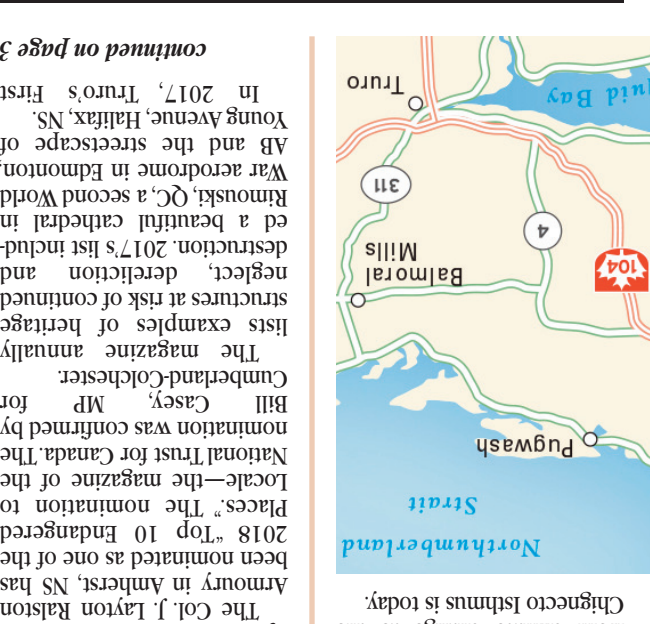 Chignecto Isthmus is today.
Northumberland
Strait
Pugwash
104
4
Balmoral
Mills
311
quid Bay
Truro
The Col. J. Layton Ralston
Armoury in Amherst, NS has
been nominated as one of the
2018 "Top 10 Endangered
Places." The nomination to
Locale—the magazine of the
National Trust for Canada. The
nomination was confirmed by
Bill Casey, MP for
Cumberland-Colchester.
The magazine annually
lists examples of heritage
structures at risk of continued
neglect, dereliction and
destruction. 2017's list includ-
ed a beautiful cathedral in
Rimouski, QC, a second World
War aerodrome in Edmonton,
AB and the streetscape of
Young Avenue, Halifax, NS.
In 2017, Truro's First
continued on page 3